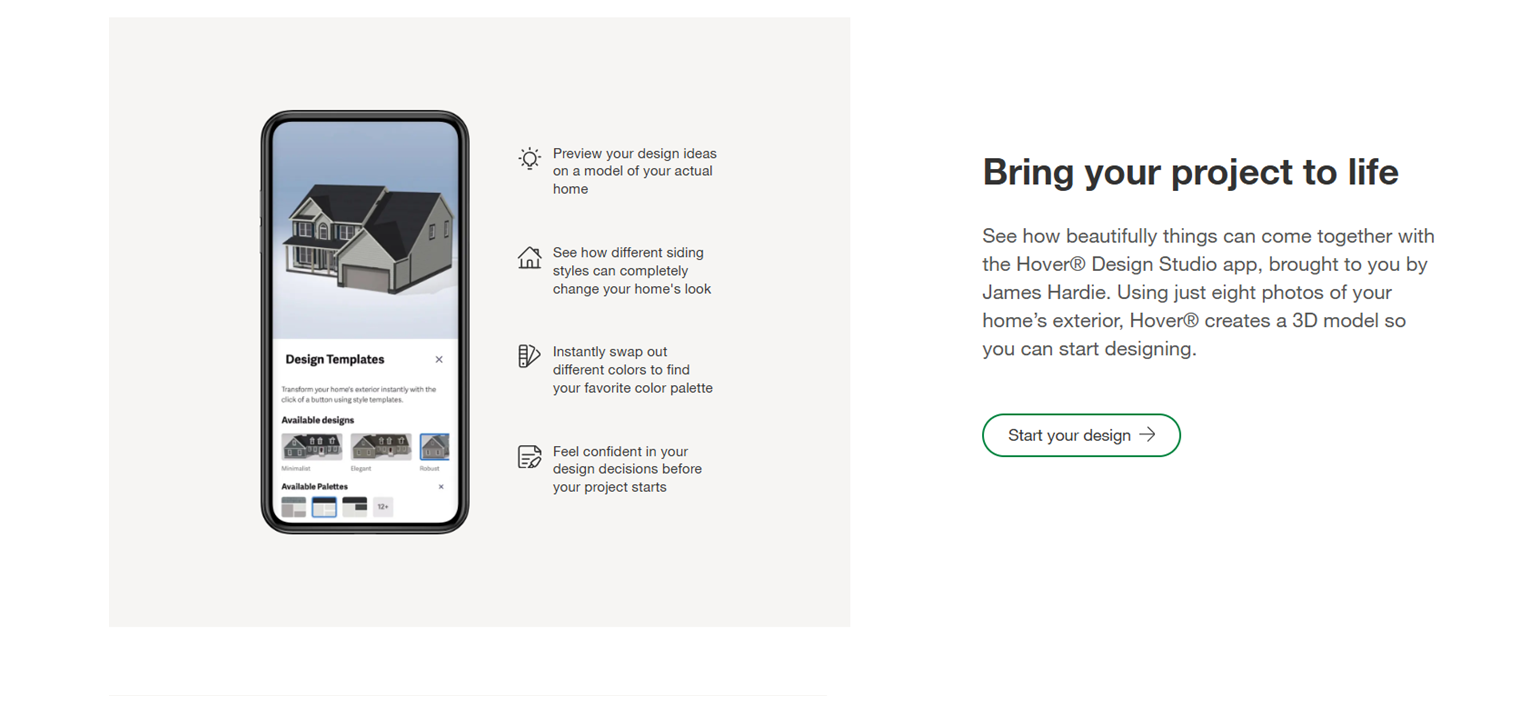 Design Templates
Transform your home's exterior instantly with the
click of a button using style templates.
Available designs
Minimalist
Elegant
Robust
Available Palettes
12+
Preview your design ideas
on a model of your actual
home
See how different siding
styles can completely
change your home's look
Instantly swap out
different colors to find
your favorite color palette
Feel confident in your
design decisions before
your project starts
Bring your project to life
See how beautifully things can come together with
the Hover® Design Studio app, brought to you by
James Hardie. Using just eight photos of your
home’s exterior, Hover® creates a 3D model so
you can start designing.
Start your design